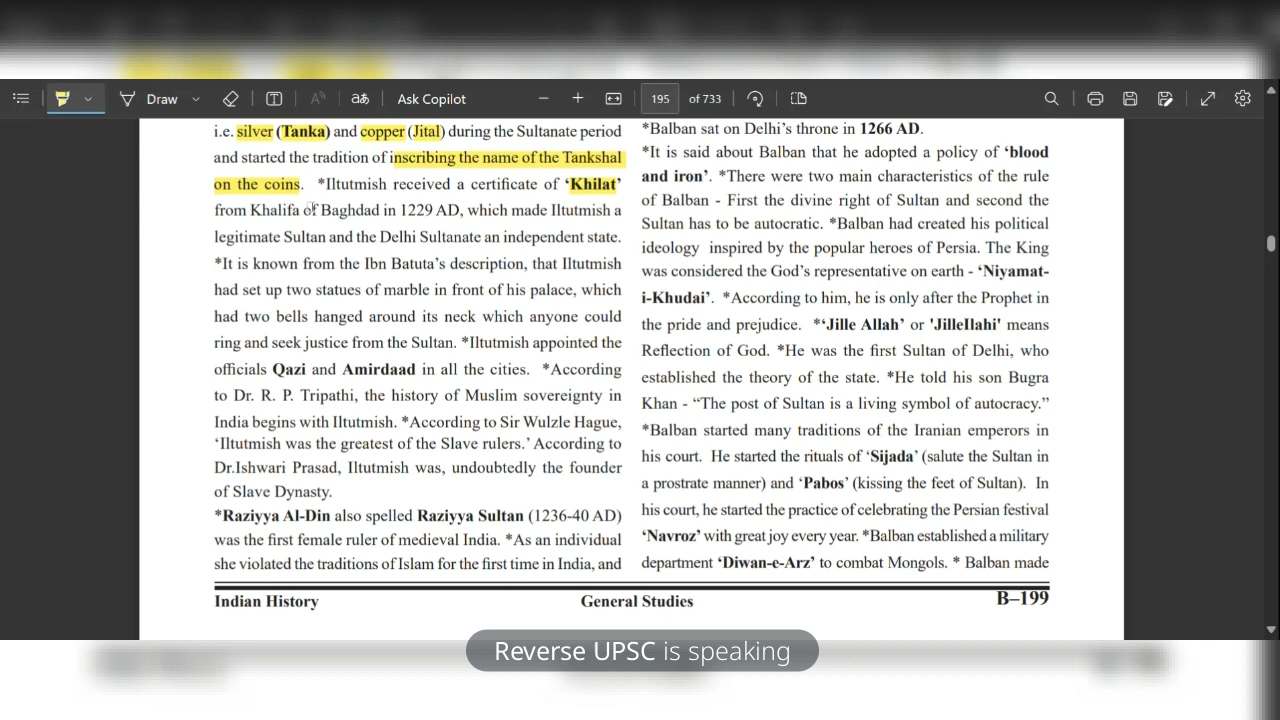 Draw
Ask Copilot
195 of 733
i.e. silver (Tanka) and copper (Jital) during the Sultanate period
and started the tradition of inscribing the name of the Tankshal
on the coins. *Iltutmish received a certificate of ‘Khilat’
from Khalifa of Baghdad in 1229 AD, which made Iltutmish a
legitimate Sultan and the Delhi Sultanate an independent state.
*It is known from the Ibn Batuta’s description, that Iltutmish
had set up two statues of marble in front of his palace, which
had two bells hanged around its neck which anyone could
ring and seek justice from the Sultan. *Iltutmish appointed the
officials Qazi and Amirdaad in all the cities. *According
to Dr. R. P. Tripathi, the history of Muslim sovereignty in
India begins with Iltutmish. *According to Sir Wulzle Hague,
‘Iltutmish was the greatest of the Slave rulers.’ According to
Dr.Ishwari Prasad, Iltutmish was, undoubtedly the founder
of Slave Dynasty.
*Raziyya Al-Din also spelled Raziyya Sultan (1236-40 AD)
was the first female ruler of medieval India. *As an individual
she violated the traditions of Islam for the first time in India, and
*Balban sat on Delhi’s throne in 1266 AD.
*It is said about Balban that he adopted a policy of ‘blood
and iron’. *There were two main characteristics of the rule
of Balban - First the divine right of Sultan and second the
Sultan has to be autocratic. *Balban had created his political
ideology inspired by the popular heroes of Persia. The King
was considered the God’s representative on earth - ‘Niyamat-
i-Khudai’. *According to him, he is only after the Prophet in
the pride and prejudice. *‘Jille Allah’ or 'JilleIlahi' means
Reflection of God. *He was the first Sultan of Delhi, who
established the theory of the state. *He told his son Bugra
Khan - “The post of Sultan is a living symbol of autocracy.”
*Balban started many traditions of the Iranian emperors in
his court. He started the rituals of ‘Sijada’ (salute the Sultan in
a prostrate manner) and ‘Pabos’ (kissing the feet of Sultan). In
his court, he started the practice of celebrating the Persian festival
‘Navroz’ with great joy every year. *Balban established a military
department ‘Diwan-e-Arz’ to combat Mongols. * Balban made
Indian History General Studies B–199
Reverse UPSC is speaking